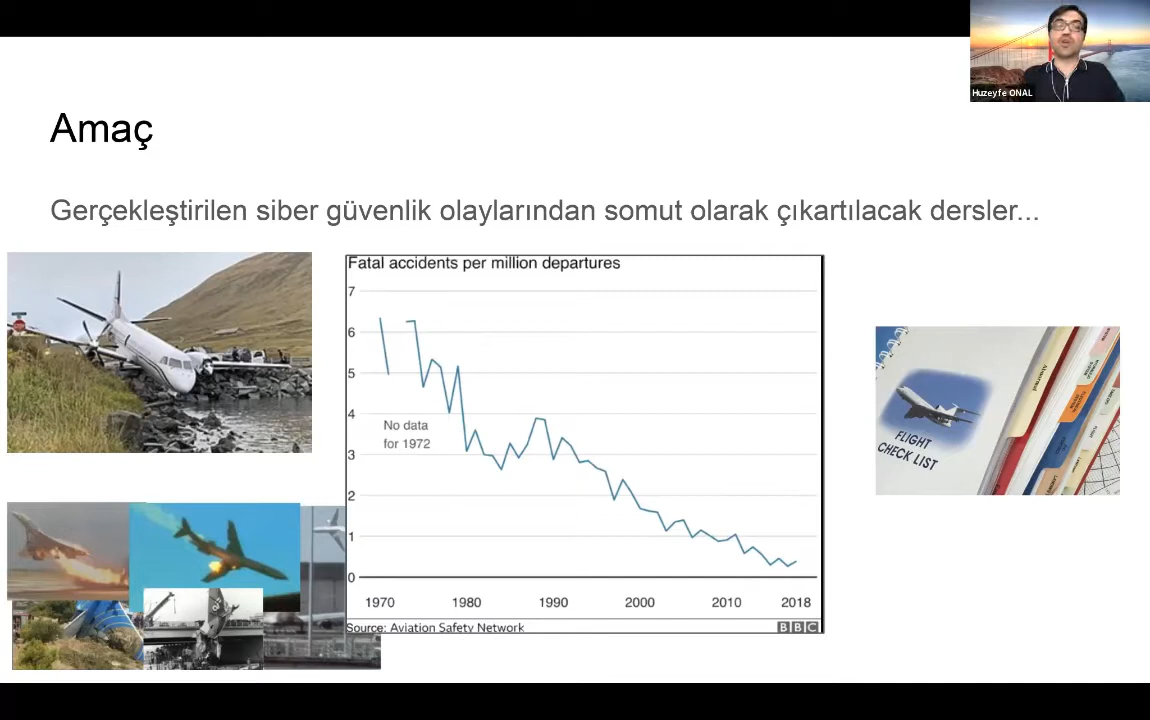 Huzeyfe ONAL
Amaç
Gerçekleştirilen siber güvenlik olaylarından somut olarak çıkartılacak dersler...
Fatal accidents per million departures
7
6
5
4
No data
for 1972
3
2
1
0
1970 1980 1990 2000 2010 2018
Source: Aviation Safety Network
BBC
FLIGHT
CHECK LIST